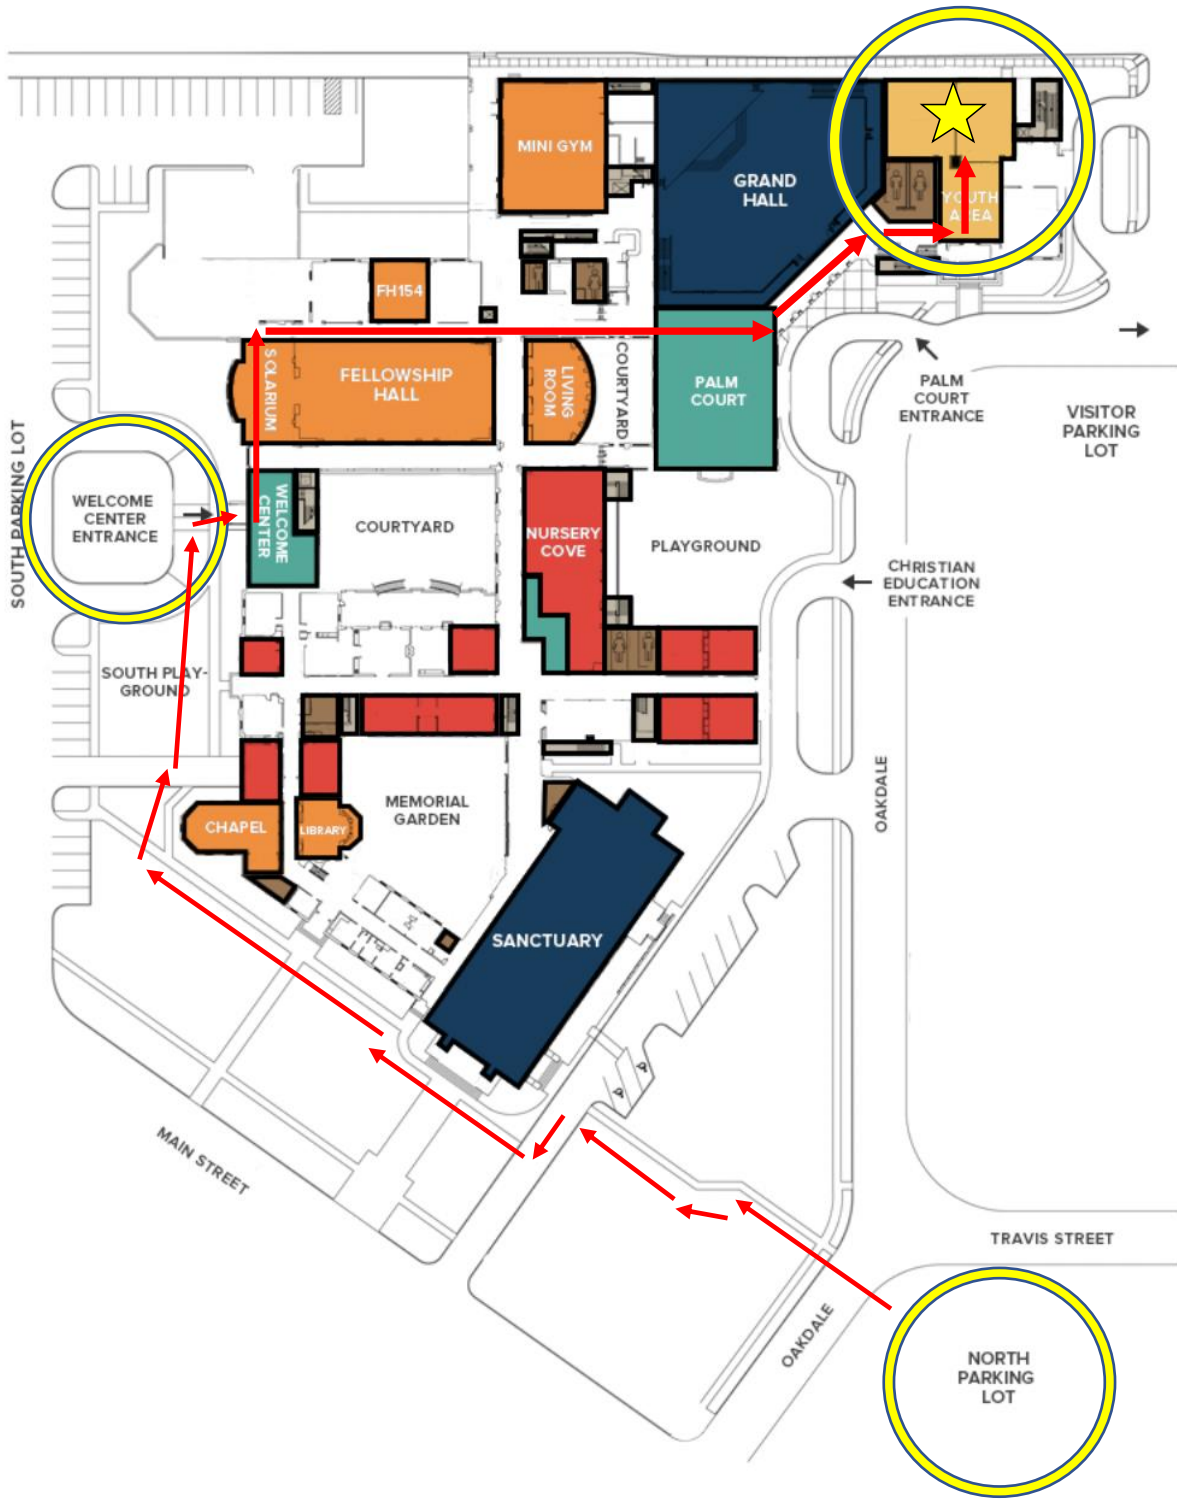 MINI GYM
GRAND
HALL
YOUTH
AREA
FH154
SOLARIUM
FELLOWSHIP
HALL
LIVING
ROOM
COURTYARD
PALM
COURT
PALM
COURT
ENTRANCE
VISITOR
PARKING
LOT
SOUTH PARKING LOT
WELCOME
CENTER
ENTRANCE
WELCOME
CENTER
COURTYARD
NURSERY
COVE
PLAYGROUND
CHRISTIAN
EDUCATION
ENTRANCE
SOUTH PLAY-
GROUND
OAKDALE
MEMORIAL
GARDEN
CHAPEL
LIBRARY
SANCTUARY
MAIN STREET
TRAVIS STREET
OAKDALE
NORTH
PARKING
LOT